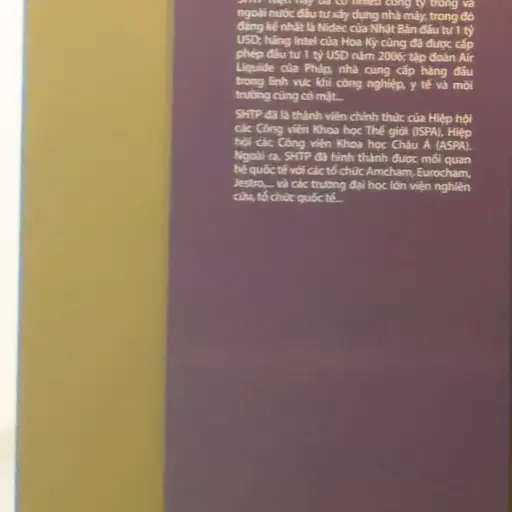 SHTP hiện nay đã có nhiều công ty trong và
ngoài nước đầu tư xây dựng nhà máy, trong đó
đáng kể nhất là Nidec của Nhật Bản đầu tư 1 tỷ
USD; hãng Intel của Hoa Kỳ cũng đã được cấp
phép đầu tư 1 tỷ USD năm 2006; tập đoàn Air
Liquide của Pháp, nhà cung cấp hàng đầu
trong lĩnh vực khí công nghiệp, y tế và môi
trường cũng có mặt...
SHTP đã là thành viên chính thức của Hiệp hội
các Công viên Khoa học Thế giới (ISPA), Hiệp
hội các Công viên Khoa học Châu Á (ASPA).
Ngoài ra, SHTP đã hình thành được mối quan
hệ quốc tế với các tổ chức Amcham, Eurocham,
Jestro,... và các trường đại học lớn viện nghiên
cứu, tổ chức quốc tế...